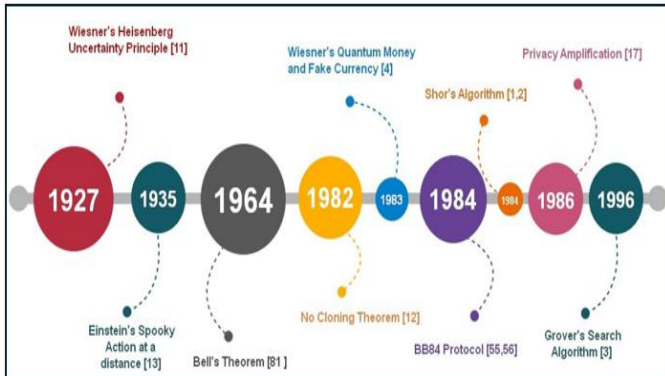 Wiesner's Heisenberg
Uncertainty Principle [11]
Wiesner's Quantum Money
and Fake Currency [4]
Privacy Amplification [17]
Shor's Algorithm [1,2]
1927
1935
1964
1982
1983
1984
1984
1986
1996
Einstein's Spooky
Action at a
distance [13]
Bell's Theorem [81 ]
No Cloning Theorem [12]
BB84 Protocol [55,56]
Grover's Search
Algorithm [3]